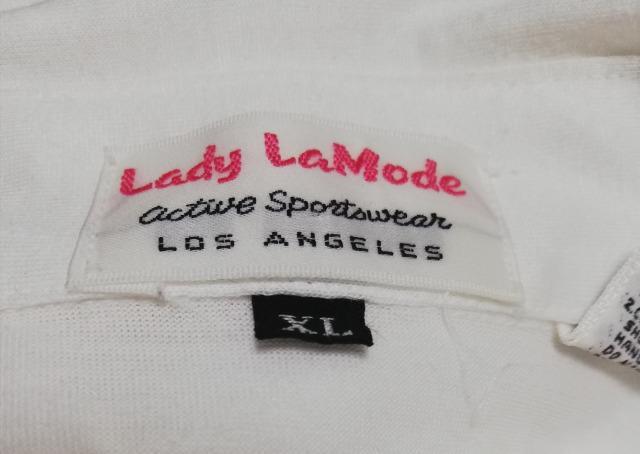 Lady LaMode
active Sportswear
LOS ANGELES
XL